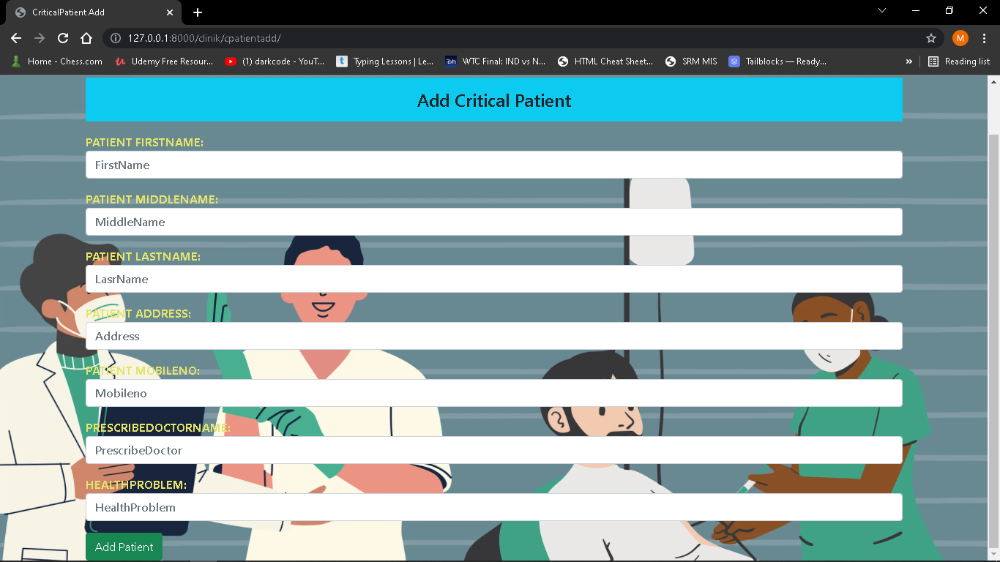 CriticalPatient Add
127.0.0.1:8000/clinik/cpatientadd/
M
Home - Chess.com
Udemy Free Resour...
(1) darkcode - YouT...
t
Typing Lessons | Le...
WTC Final: IND vs N...
HTML Cheat Sheet...
SRM MIS
Tailblocks — Ready...
»
Reading list
Add Critical Patient
PATIENT FIRSTNAME:
FirstName
PATIENT MIDDLENAME:
MiddleName
PATIENT LASTNAME:
LasrName
PATIENT ADDRESS:
Address
PATIENT MOBILENO:
Mobileno
PRESCRIBEDOCTORNAME:
PrescribeDoctor
HEALTHPROBLEM:
HealthProblem
Add Patient